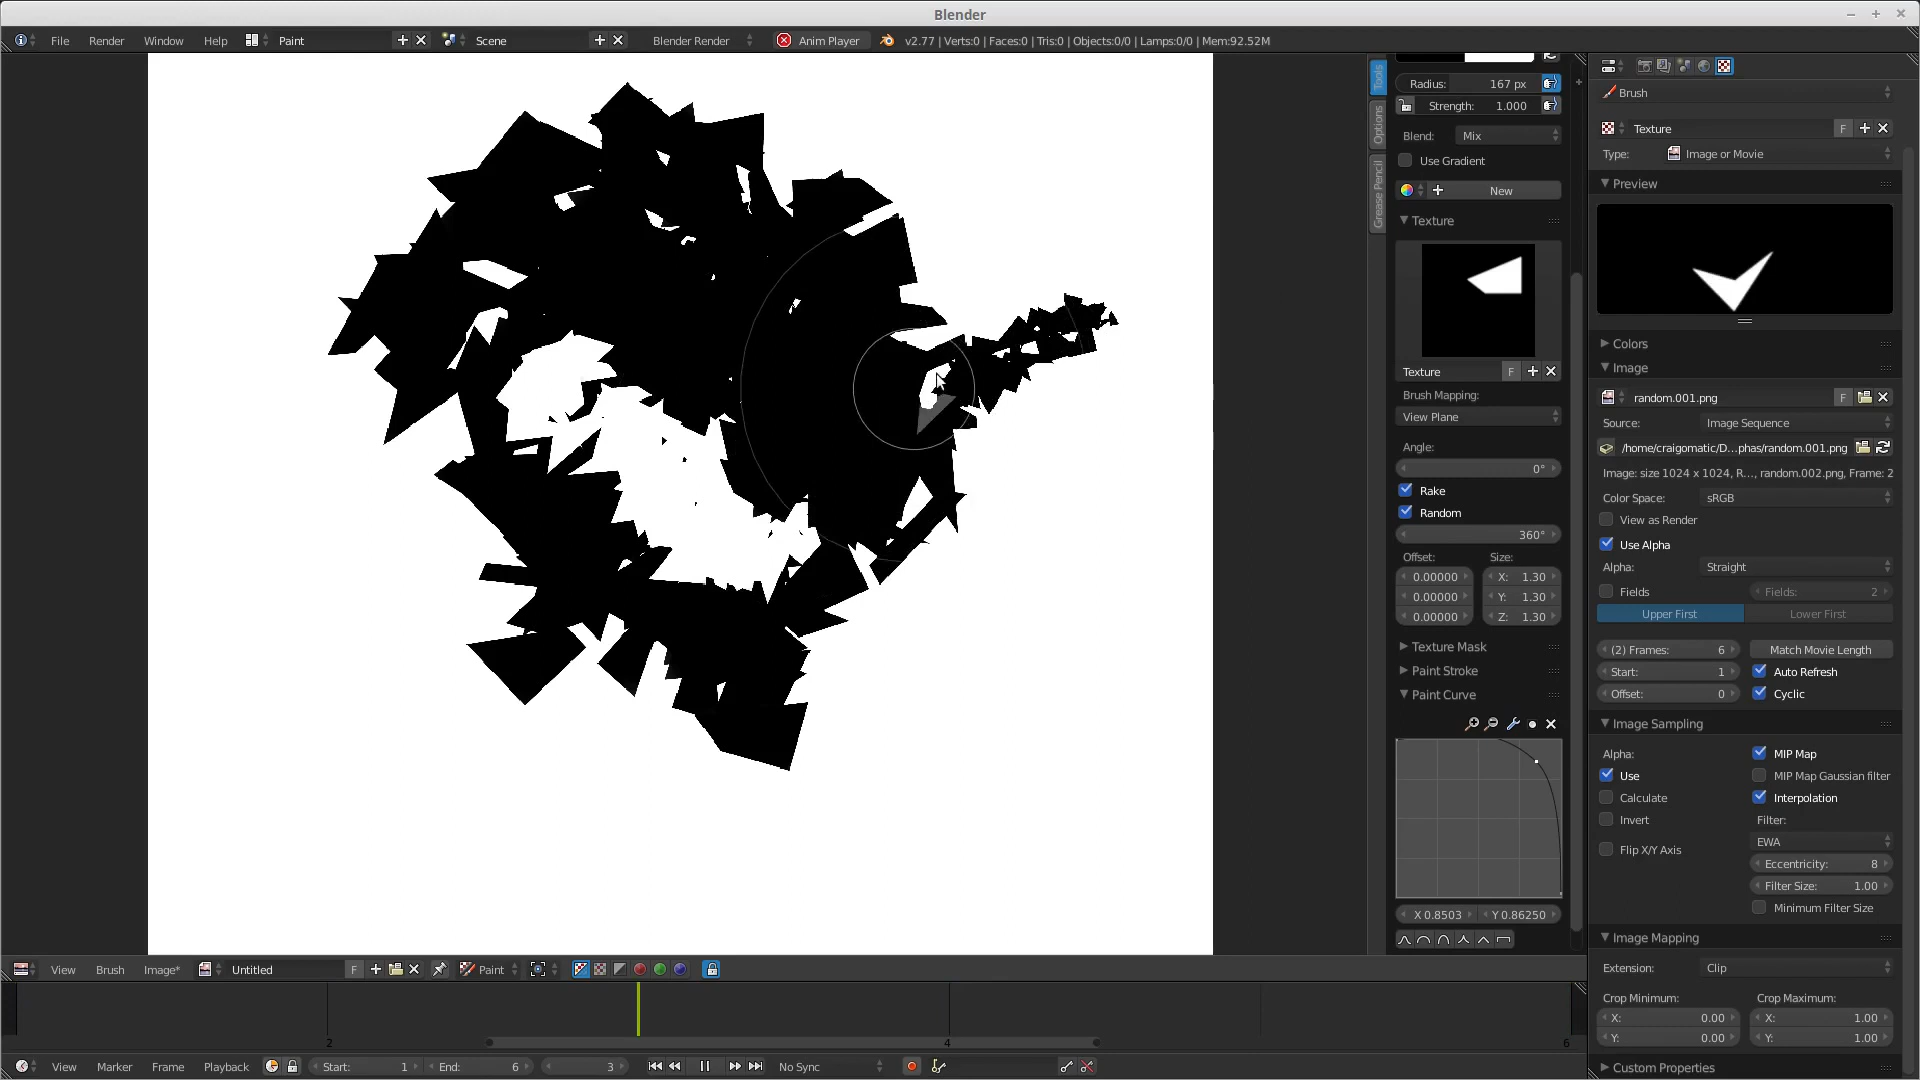 Blender
File Render Window Help Paint Scene Blender Render Anim Player v2.77 | Verts:0 | Faces:0 | Tris:0 | Objects:0/0 | Lamps:0/0 | Mem:92.52M
Tools
Options
Grease Pencil
Radius: 167 px
Strength: 1.000
Blend: Mix
Use Gradient
New
Texture
Texture F
Brush Mapping:
View Plane
Angle:
0°
Rake
Random
360°
Offset: Size:
0.00000 X: 1.30
0.00000 Y: 1.30
0.00000 Z: 1.30
Texture Mask
Paint Stroke
Paint Curve
X 0.8503 Y 0.86250
Brush
Texture F
Type: Image or Movie
Preview
Colors
Image
random.001.png F
Source: Image Sequence
/home/craigomatic/D...phas/random.001.png
Image: size 1024 x 1024, R..., random.002.png, Frame: 2
Color Space: sRGB
View as Render
Use Alpha
Alpha: Straight
Fields Fields: 2
Upper First Lower First
(2) Frames: 6 Match Movie Length
Start: 1 Auto Refresh
Offset: 0 Cyclic
Image Sampling
Alpha: MIP Map
Use MIP Map Gaussian filter
Calculate Interpolation
Invert Filter:
EWA
Flip X/Y Axis
Eccentricity: 8
Filter Size: 1.00
Minimum Filter Size
Image Mapping
Extension: Clip
Crop Minimum: Crop Maximum:
X: 0.00 X: 1.00
Y: 0.00 Y: 1.00
Custom Properties
View Brush Image* Untitled F Paint
2 4 6
View Marker Frame Playback Start: 1 End: 6 3 No Sync